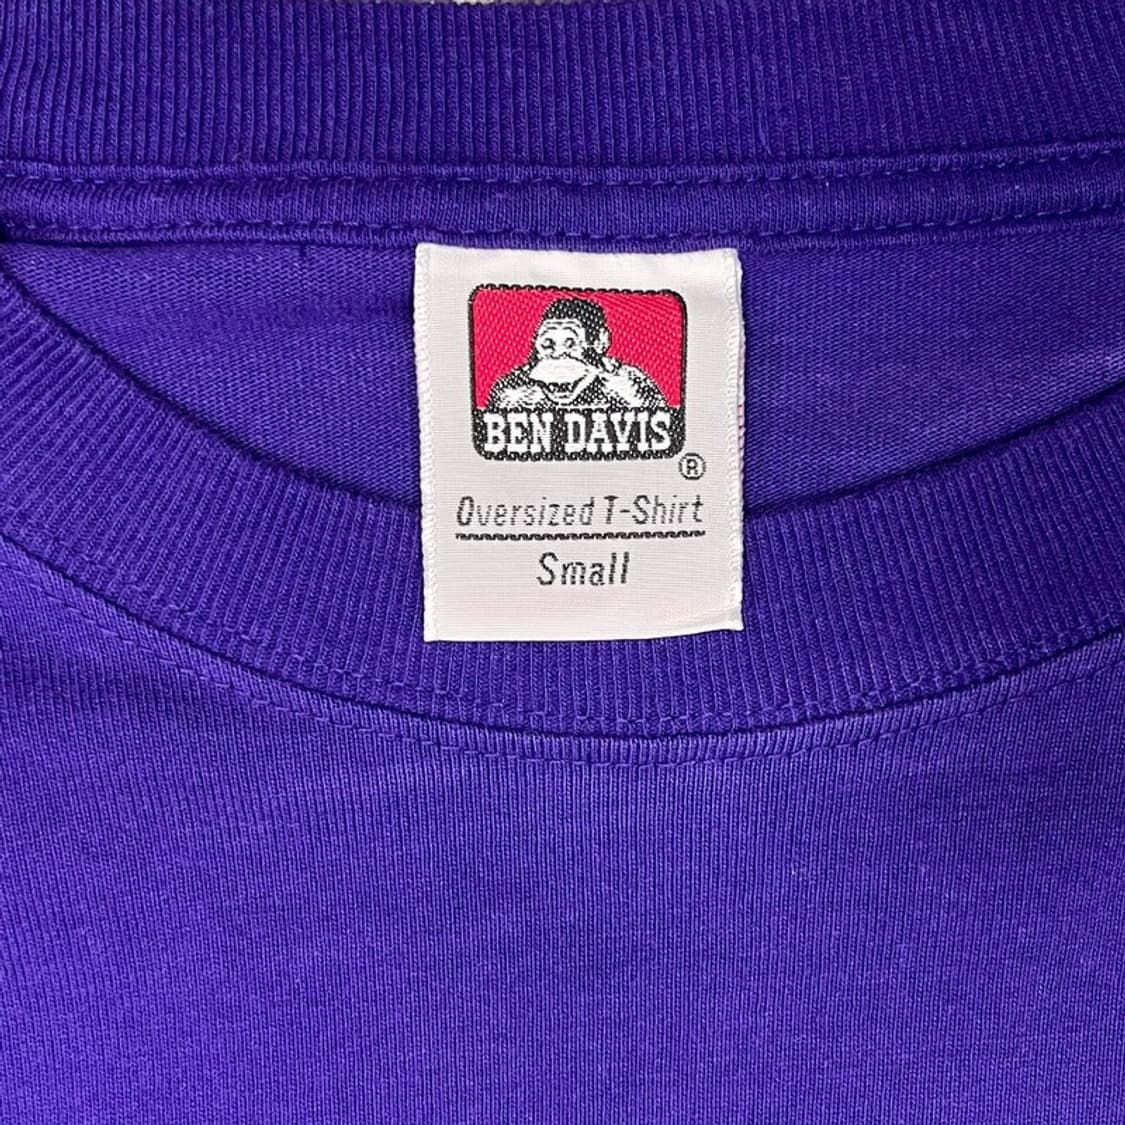 BEN DAVIS
®
Oversized T-Shirt
Small